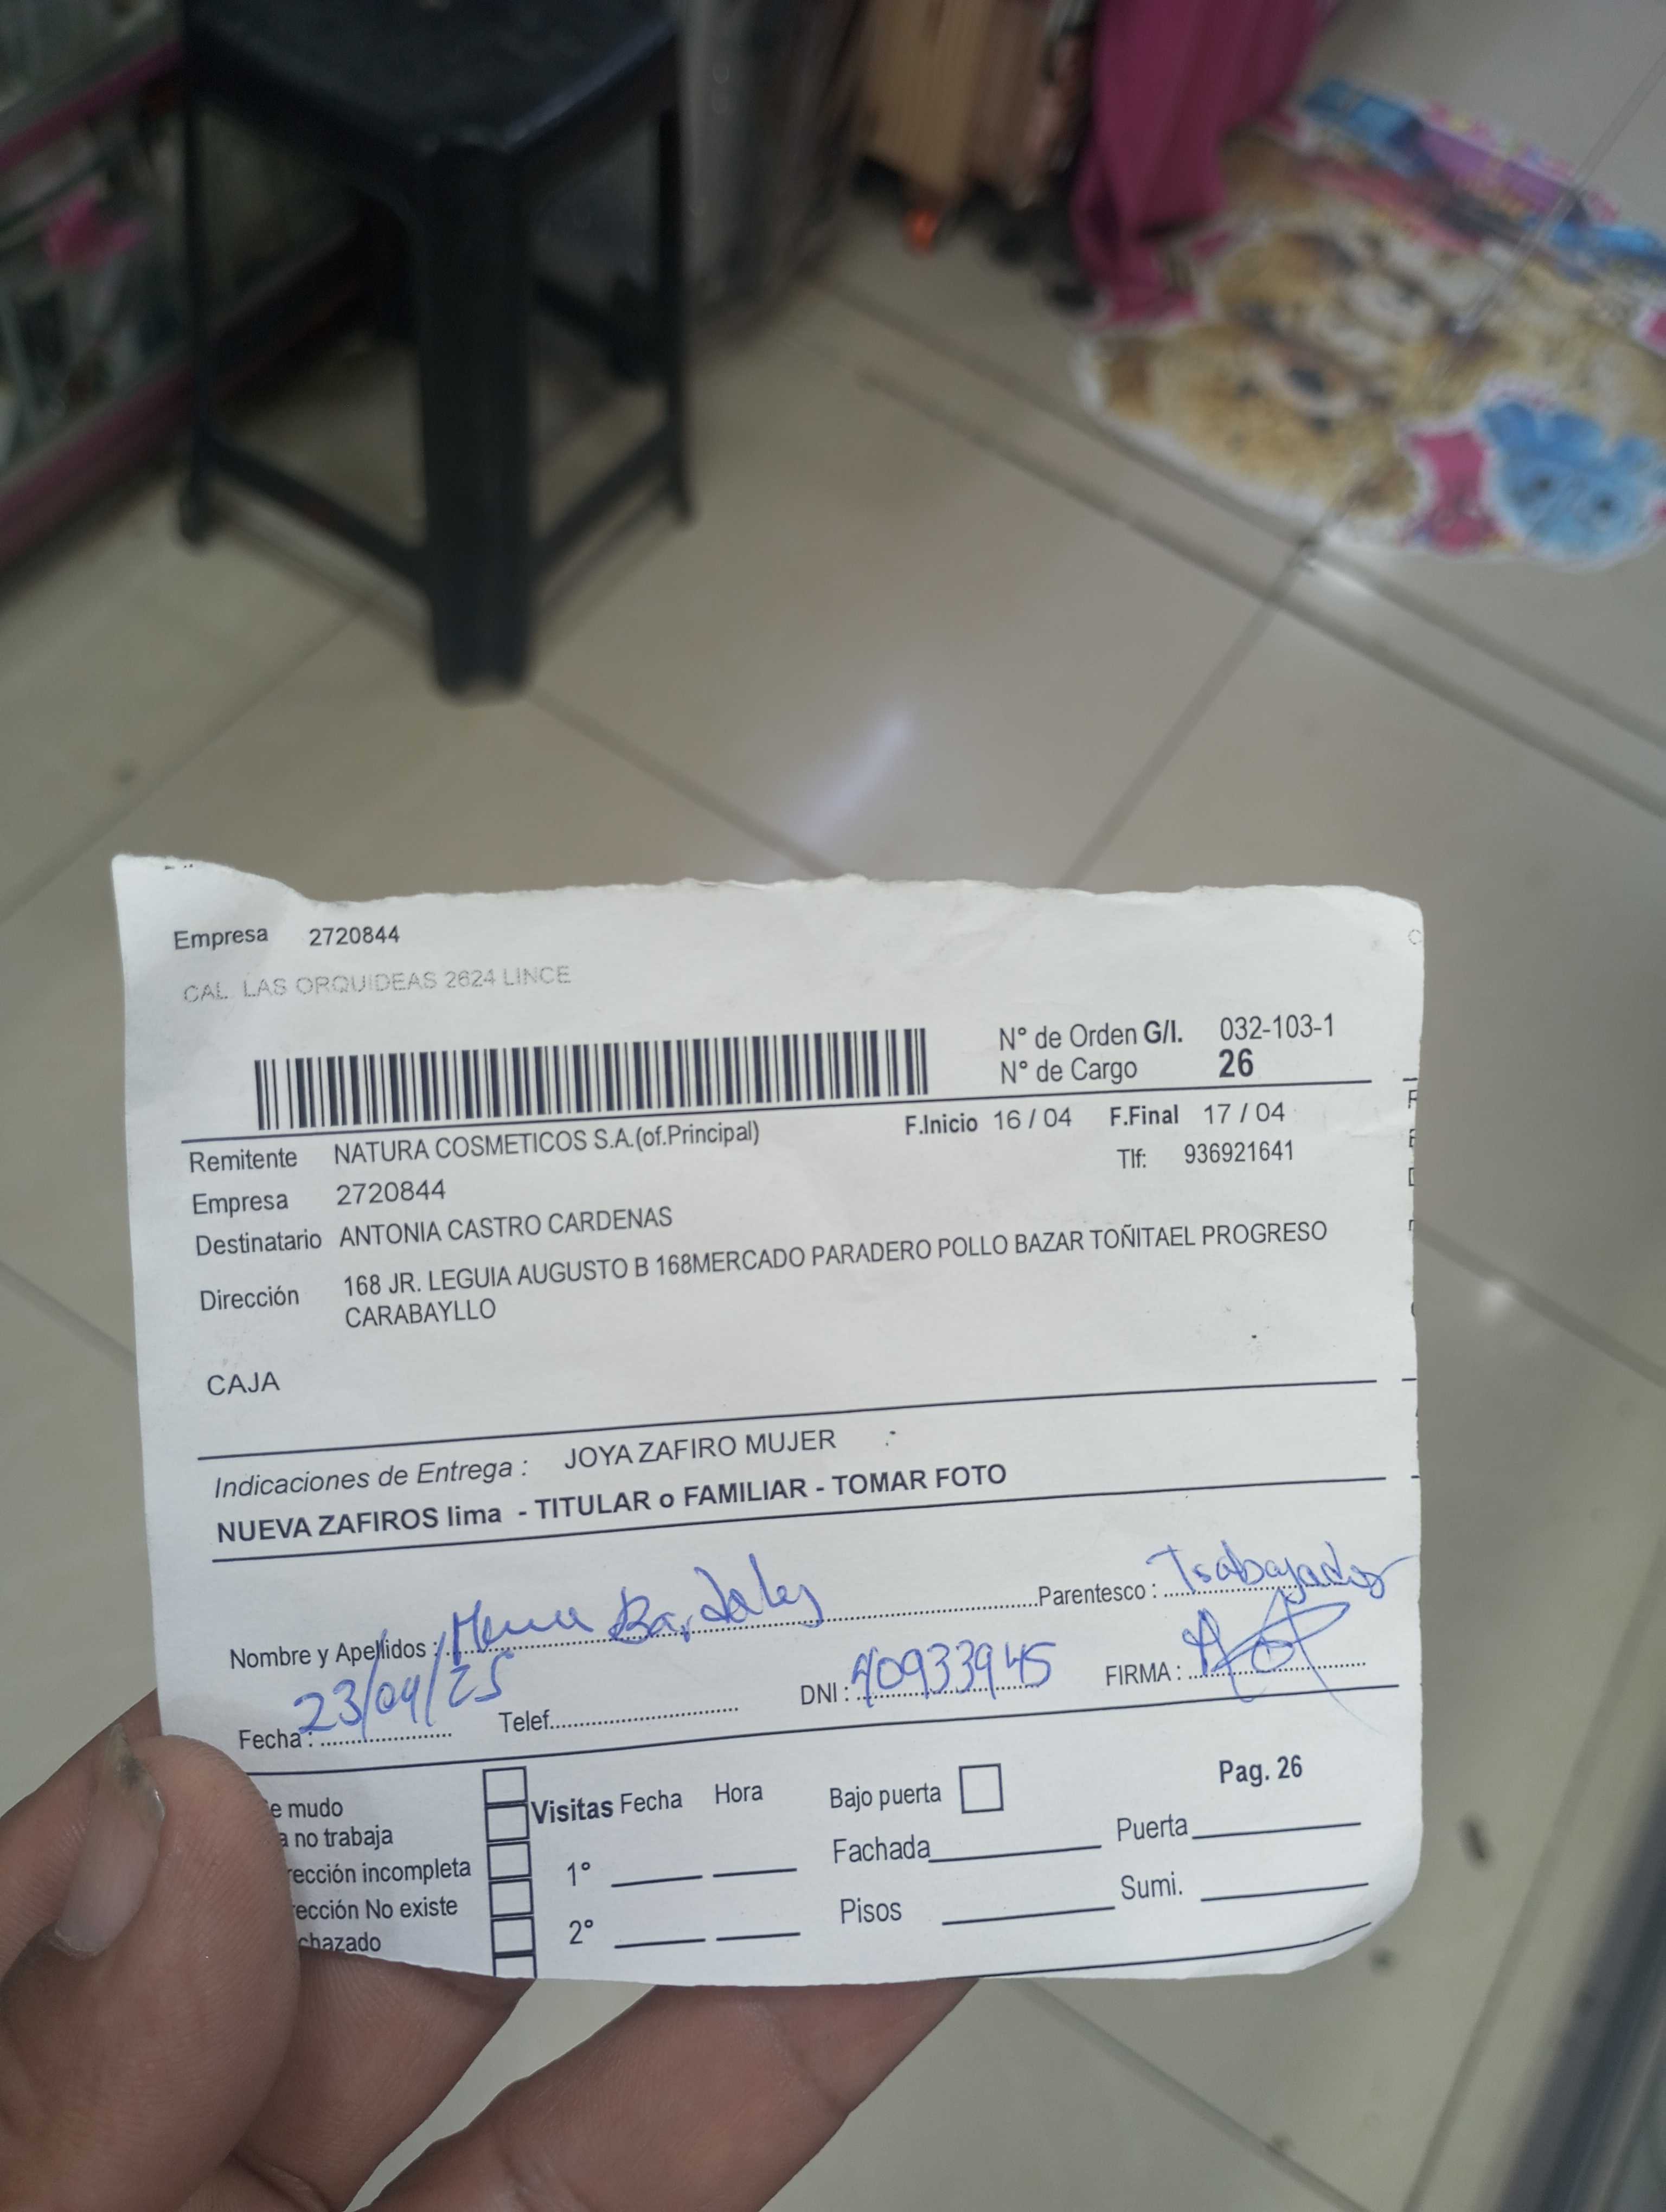 Empresa 2720844
CAL. LAS ORQUIDEAS 2624 LINCE
N° de Orden G/I. 032-103-1
N° de Cargo 26
F.Inicio 16 / 04 F.Final 17 / 04
Remitente NATURA COSMETICOS S.A.(of.Principal)
Tlf: 936921641
Empresa 2720844
Destinatario ANTONIA CASTRO CARDENAS
Dirección 168 JR. LEGUIA AUGUSTO B 168MERCADO PARADERO POLLO BAZAR TOÑITAEL PROGRESO
CARABAYLLO
CAJA
Indicaciones de Entrega : JOYA ZAFIRO MUJER
NUEVA ZAFIROS lima - TITULAR o FAMILIAR - TOMAR FOTO
Nombre y Apellidos : Bardales Parentesco : Trabajador
Fecha : 23/04/25 Telef. DNI : 40933945 FIRMA :
e mudo
a no trabaja
rección incompleta
ección No existe
chazado
Visitas Fecha Hora
1°
2°
Bajo puerta
Fachada
Pisos
Pag. 26
Puerta
Sumi.